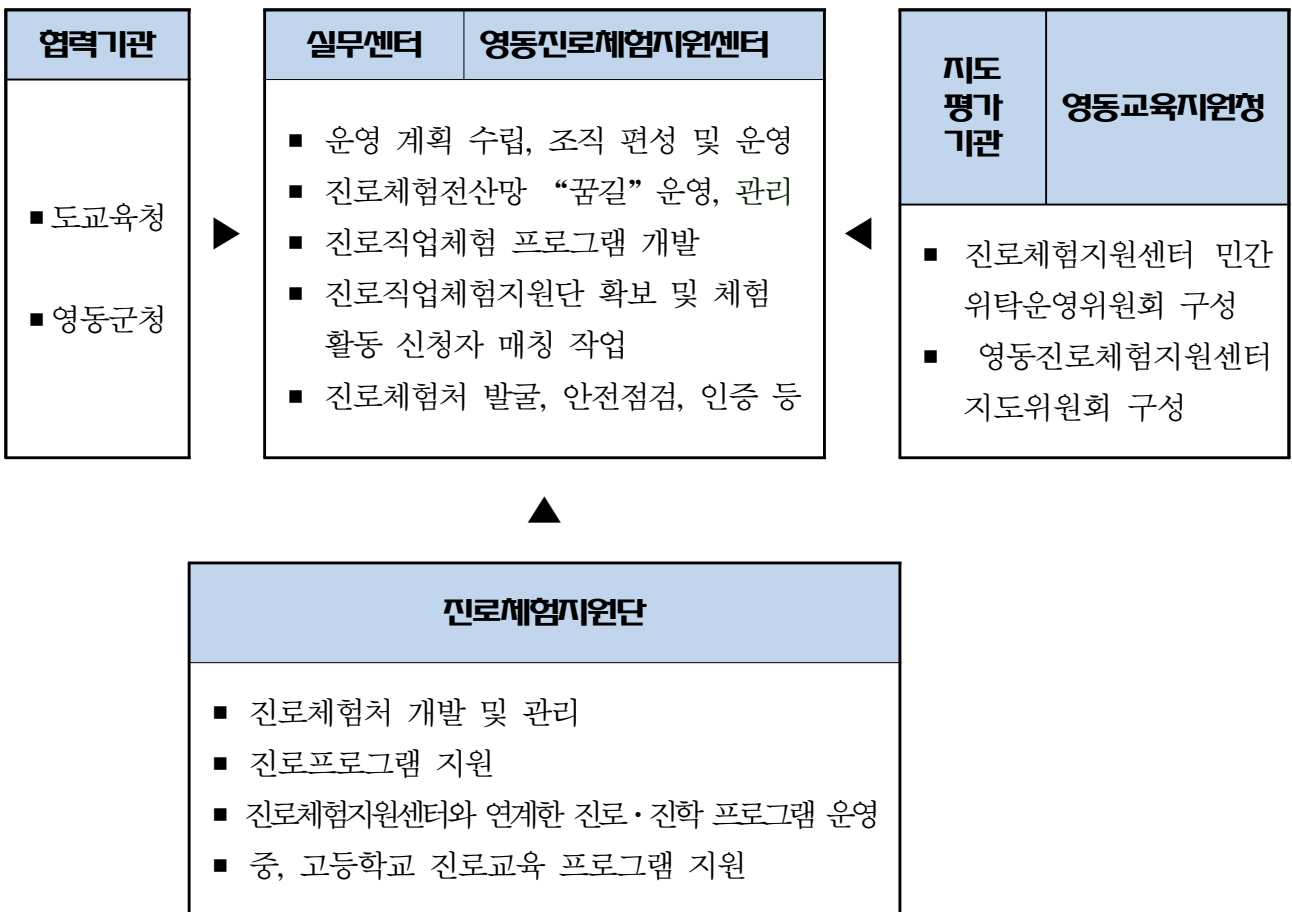 협력기관
■ 도교육청
■ 영동군청
▶
실무센터 영동진로체험지원센터
■ 운영 계획 수립, 조직 편성 및 운영
■ 진로체험전산망 “꿈길” 운영, 관리
■ 진로직업체험 프로그램 개발
■ 진로직업체험지원단 확보 및 체험
활동 신청자 매칭 작업
■ 진로체험처 발굴, 안전점검, 인증 등
◀
지도
평가
기관
영동교육지원청
■ 진로체험지원센터 민간
위탁운영위원회 구성
■ 영동진로체험지원센터
지도위원회 구성
▲
진로체험지원단
■ 진로체험처 개발 및 관리
■ 진로프로그램 지원
■ 진로체험지원센터와 연계한 진로・진학 프로그램 운영
■ 중, 고등학교 진로교육 프로그램 지원